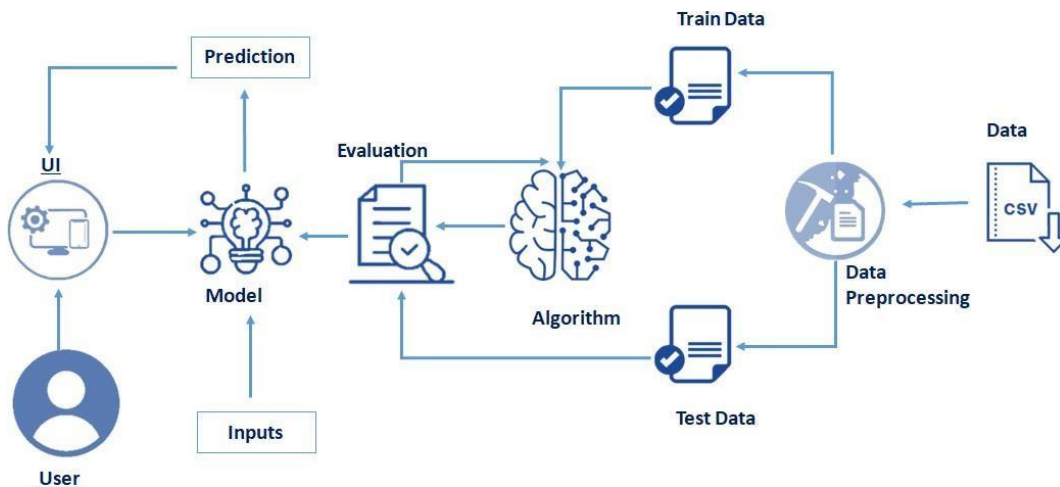 Train Data
Prediction
Data
Evaluation
UI
CSV
Model
Data
Preprocessing
Algorithm
Inputs
Test Data
User